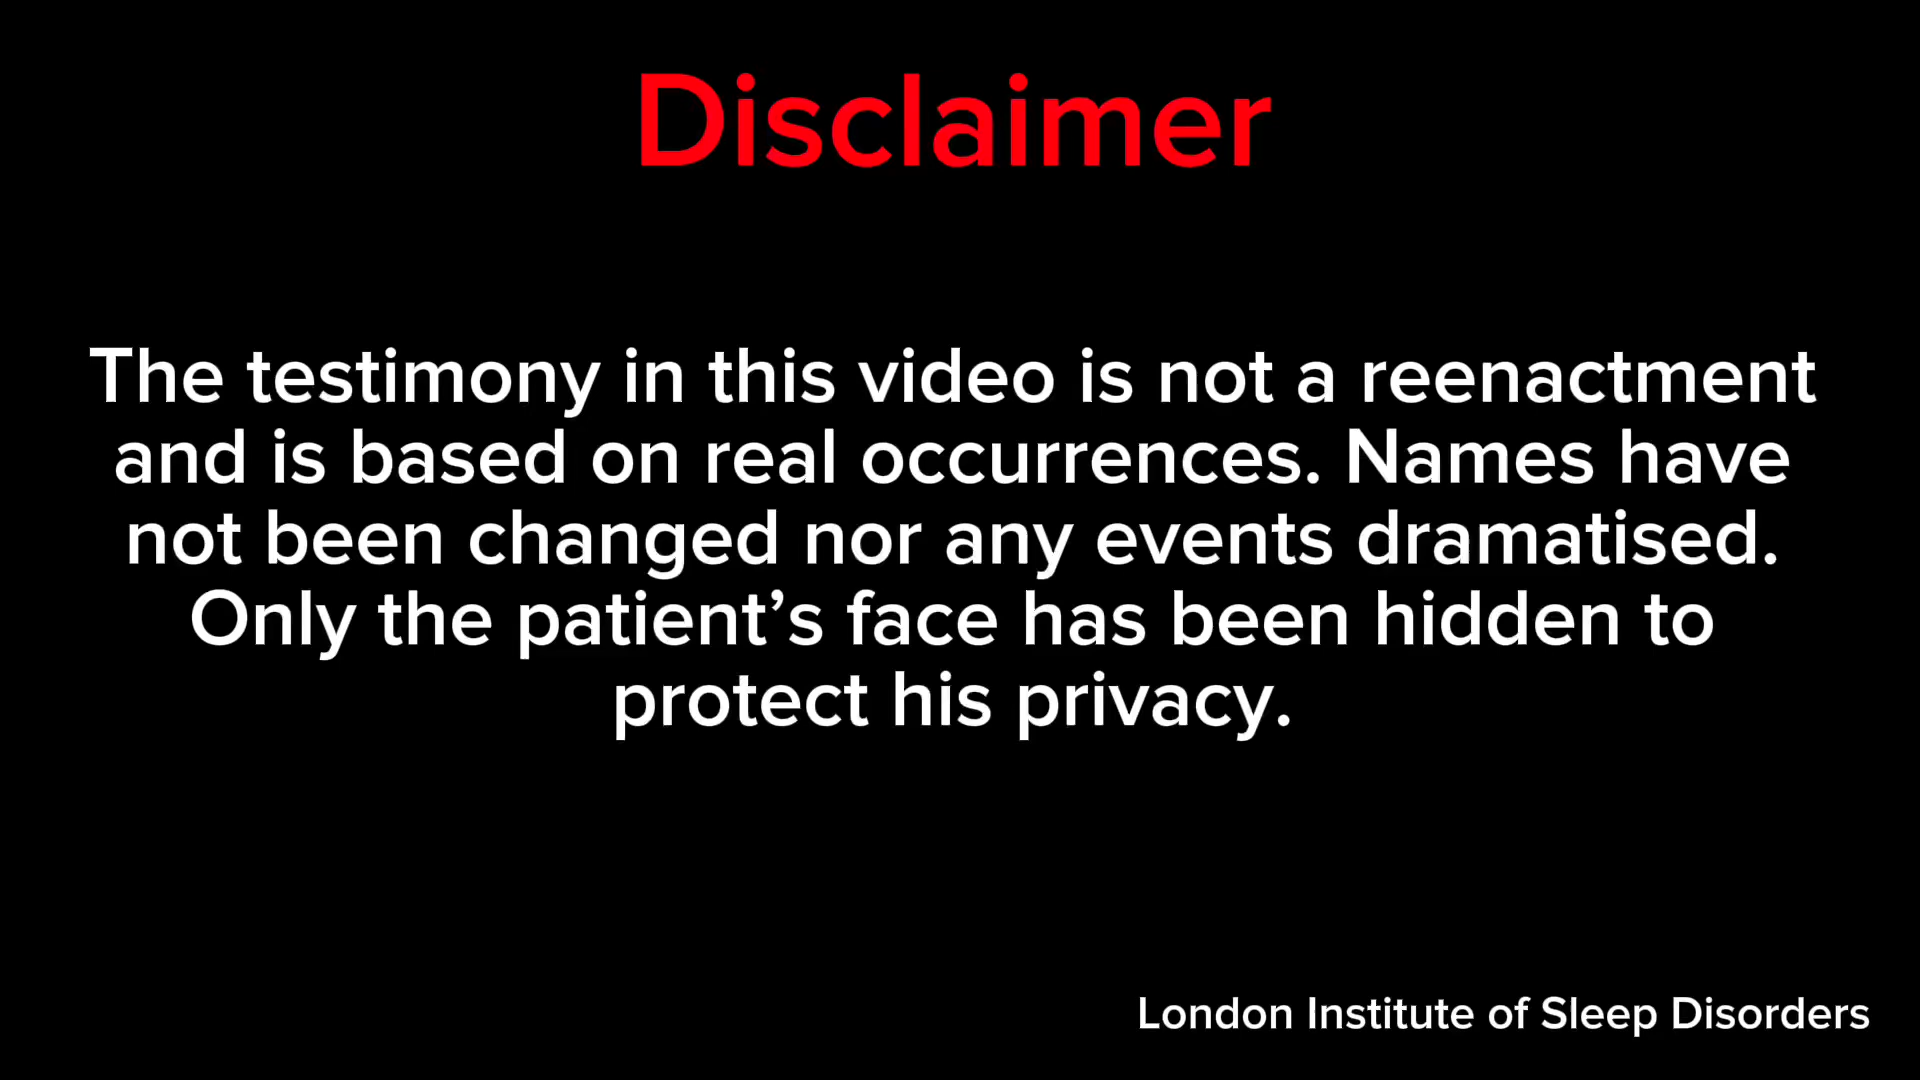 Disclaimer
The testimony in this video is not a reenactment
and is based on real occurrences. Names have
not been changed nor any events dramatised.
Only the patient’s face has been hidden to
protect his privacy.
London Institute of Sleep Disorders